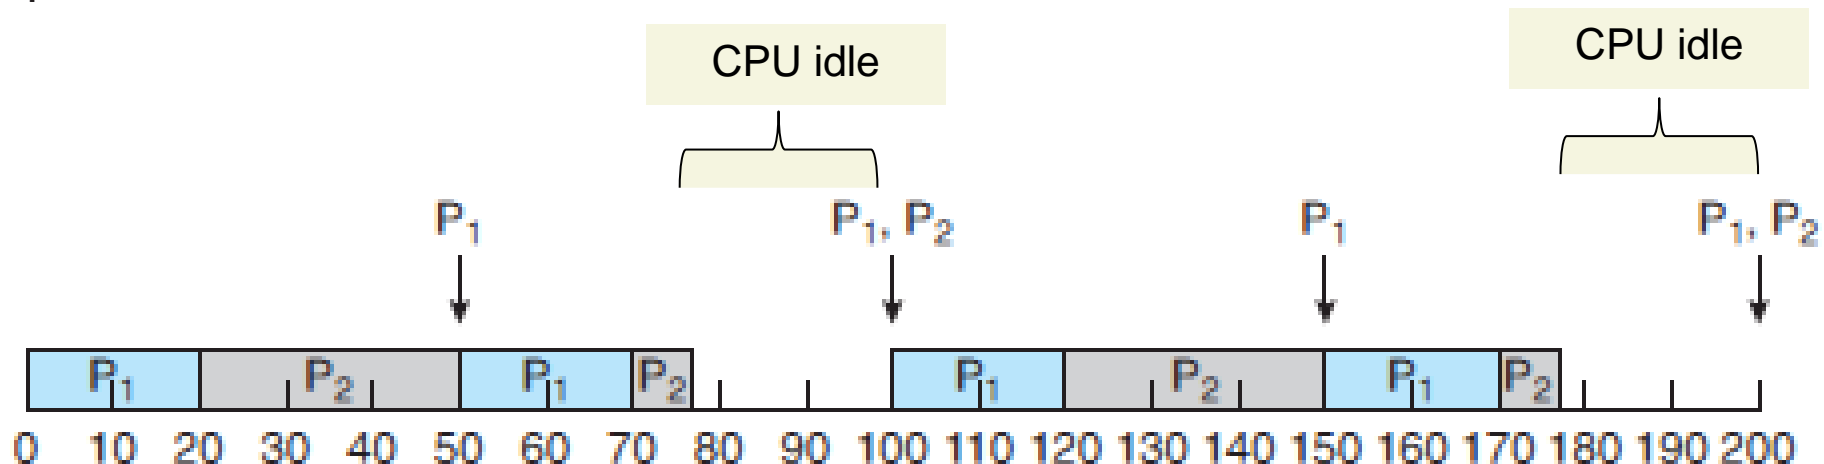 CPU idle CPU idle
P₁ P₁, P₂ P₁ P₁, P₂
P₁ P₂ P₁ P₂ P₁ P₂ P₁ P₂
0 10 20 30 40 50 60 70 80 90 100 110 120 130 140 150 160 170 180 190 200